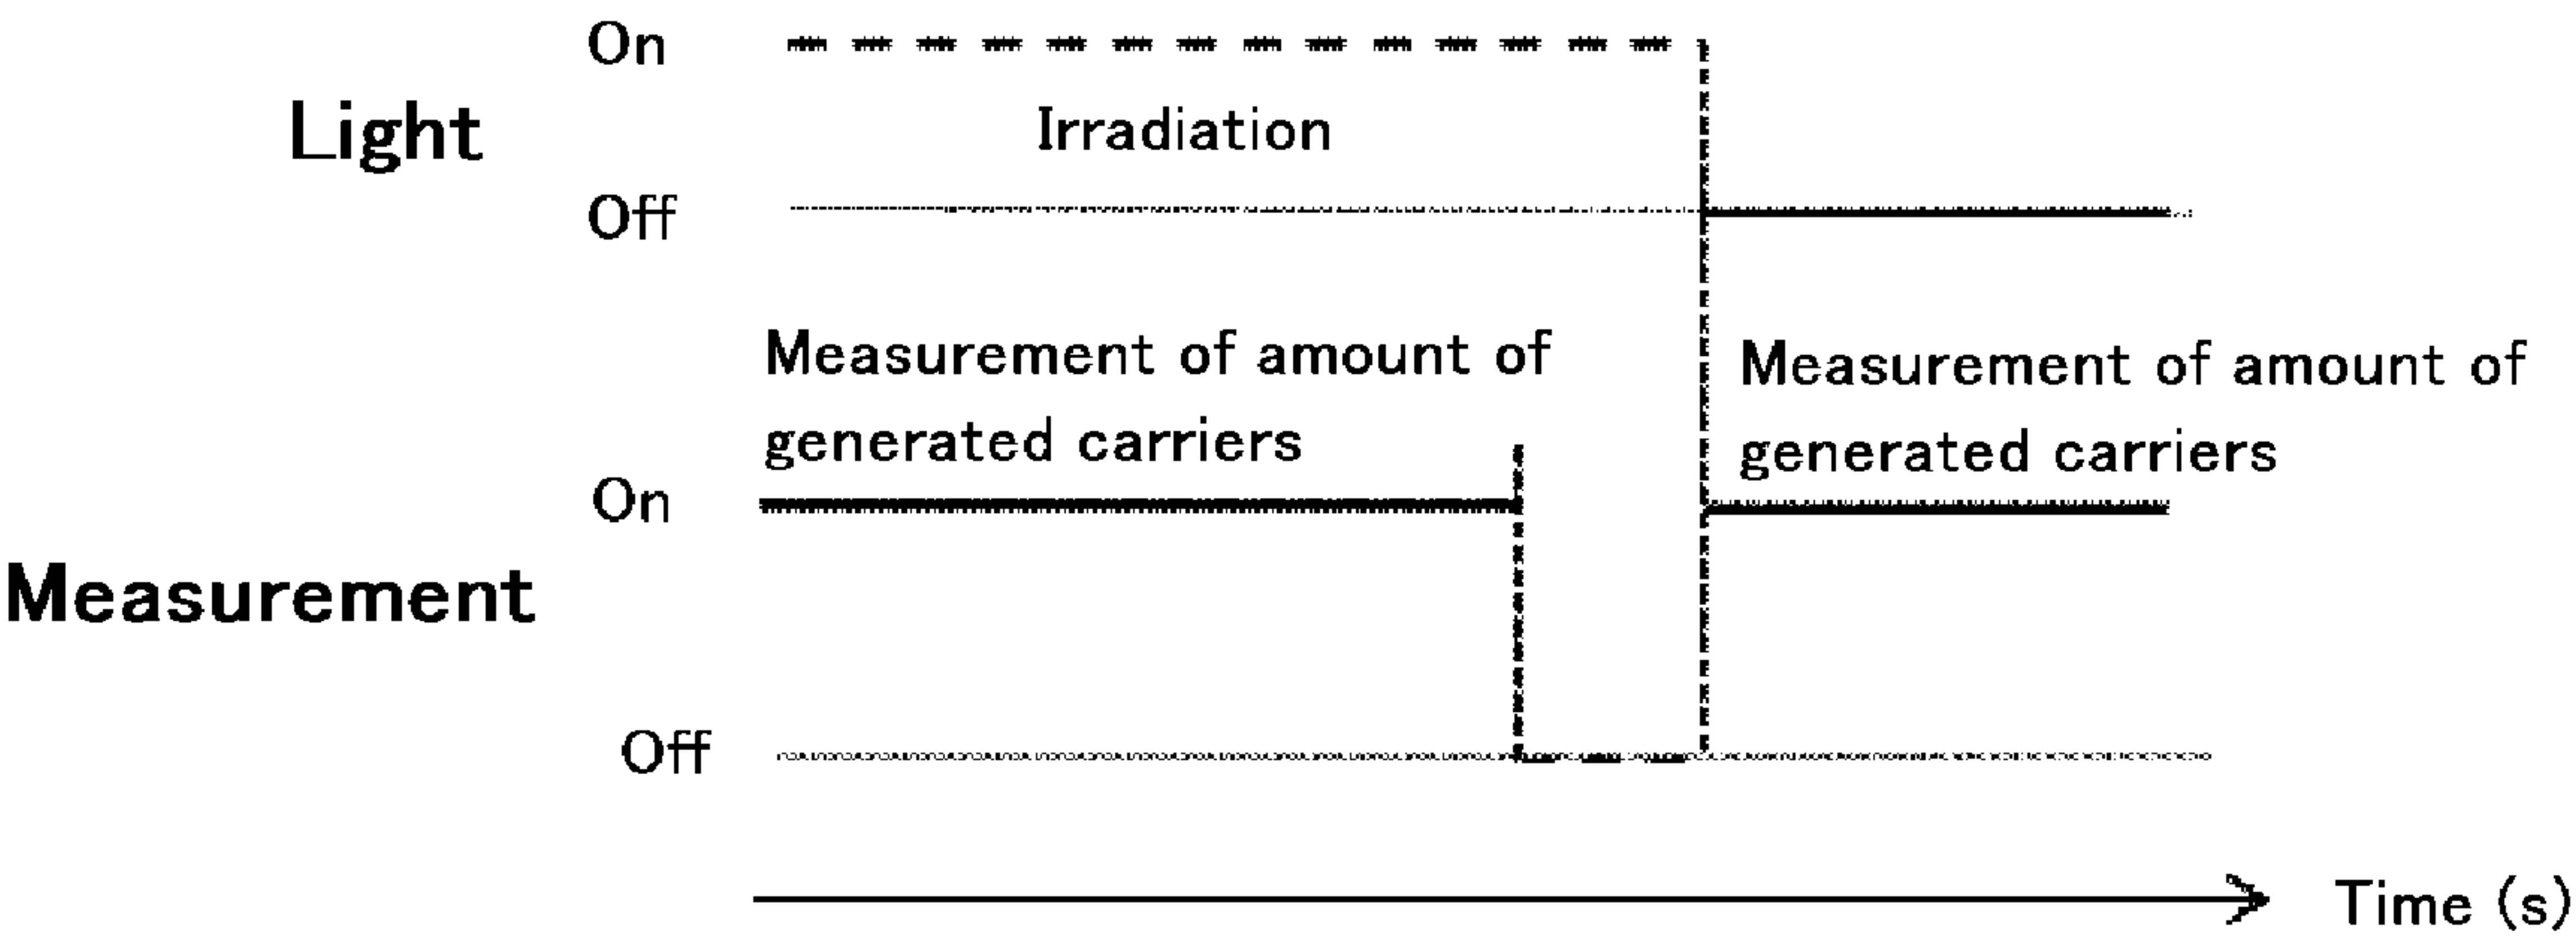 On
Light
Irradiation
Off
Measurement of amount of
generated carriers
Measurement of amount of
generated carriers
On
Measurement
Off
Time (s)